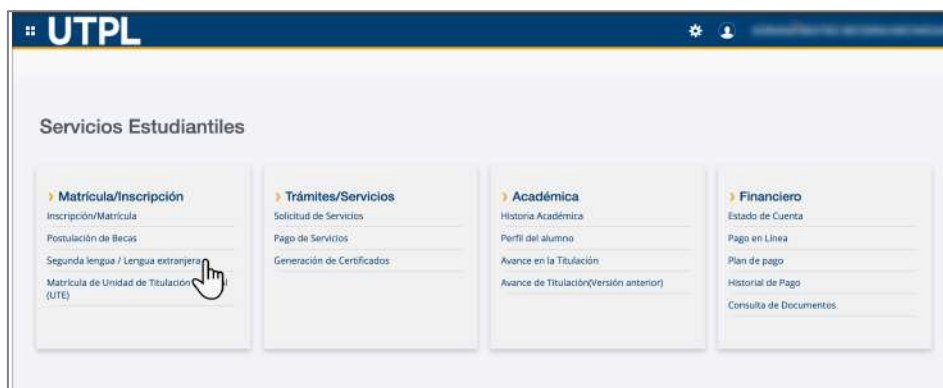 UTPL
Servicios Estudiantiles
Matrícula/Inscripción
Inscripción/Matrícula
Postulación de Becas
Segunda lengua / Lengua extranjera
Matrícula de Unidad de Titulación
(UTE)
Trámites/Servicios
Solicitud de Servicios
Pago de Servicios
Generación de Certificados
Académica
Historia Académica
Perfil del alumno
Avance en la Titulación
Avance de Titulación(Versión anterior)
Financiero
Estado de Cuenta
Pago en Línea
Plan de pago
Historial de Pago
Consulta de Documentos